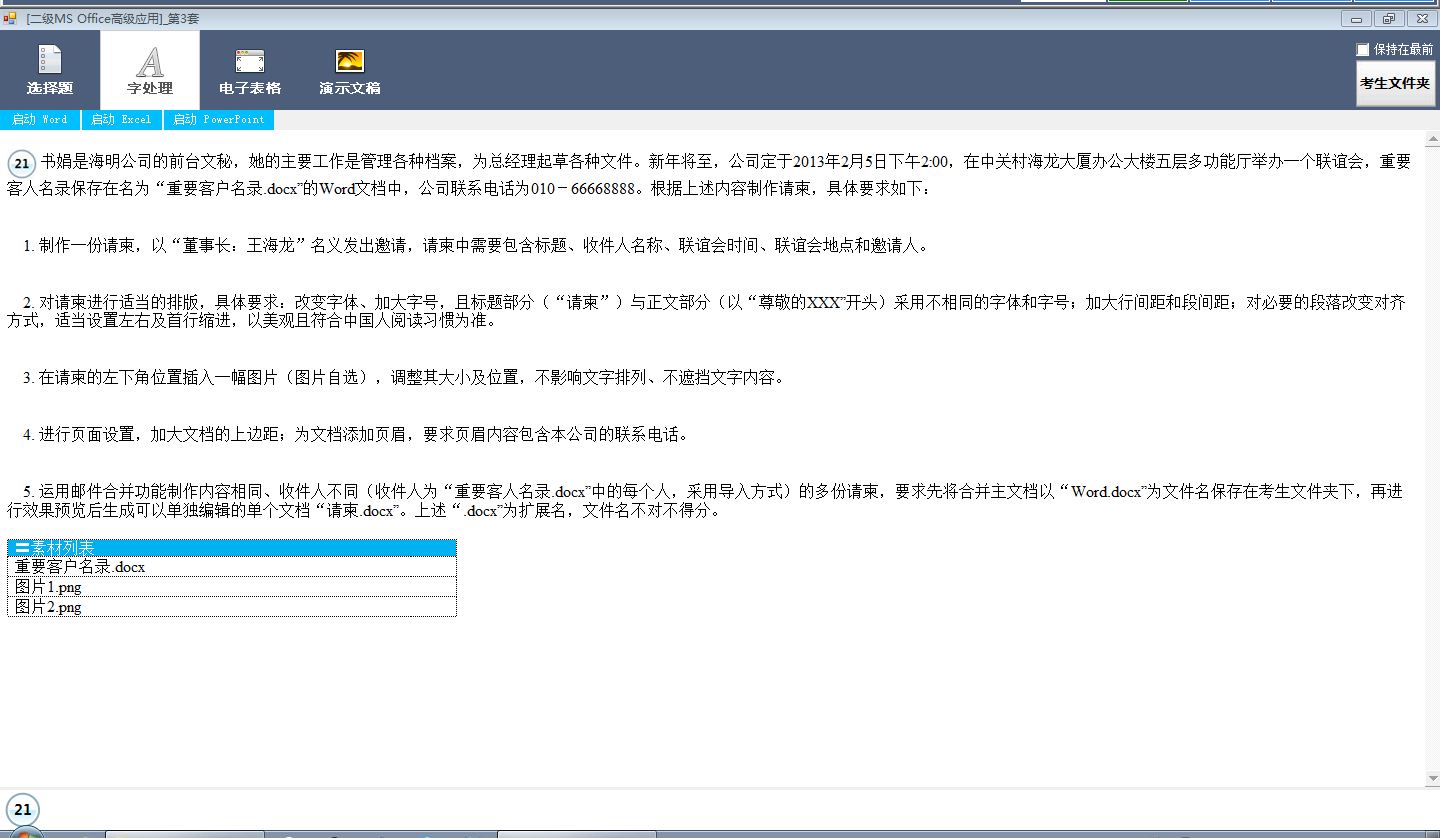 [二级MS Office高级应用]_第3套
保持在最前
选择题
字处理
电子表格
演示文稿
考生文件夹
启动 Word
启动 Excel
启动 PowerPoint
21 书娟是海明公司的前台文秘，她的主要工作是管理各种档案，为总经理起草各种文件。新年将至，公司定于2013年2月5日下午2:00，在中关村海龙大厦办公大楼五层多功能厅举办一个联谊会，重要
客人名录保存在名为“重要客户名录.docx”的Word文档中，公司联系电话为010－66668888。根据上述内容制作请柬，具体要求如下：
1. 制作一份请柬，以“董事长：王海龙”名义发出邀请，请柬中需要包含标题、收件人名称、联谊会时间、联谊会地点和邀请人。
2. 对请柬进行适当的排版，具体要求：改变字体、加大字号，且标题部分（“请柬”）与正文部分（以“尊敬的XXX”开头）采用不相同的字体和字号；加大行间距和段间距；对必要的段落改变对齐
方式，适当设置左右及首行缩进，以美观且符合中国人阅读习惯为准。
3. 在请柬的左下角位置插入一幅图片（图片自选），调整其大小及位置，不影响文字排列、不遮挡文字内容。
4. 进行页面设置，加大文档的上边距；为文档添加页眉，要求页眉内容包含本公司的联系电话。
5. 运用邮件合并功能制作内容相同、收件人不同（收件人为“重要客人名录.docx”中的每个人，采用导入方式）的多份请柬，要求先将合并主文档以“Word.docx”为文件名保存在考生文件夹下，再进
行效果预览后生成可以单独编辑的单个文档“请柬.docx”。上述“.docx”为扩展名，文件名不对不得分。
素材列表
重要客户名录.docx
图片1.png
图片2.png
21